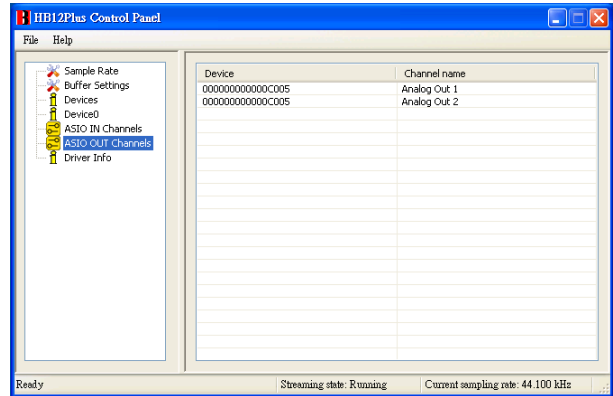 HB12Plus Control Panel
File Help
Sample Rate
Buffer Settings
Devices
Device0
ASIO IN Channels
ASIO OUT Channels
Driver Info
Device Channel name
000000000000C005 Analog Out 1
000000000000C005 Analog Out 2
Ready Streaming state: Running Current sampling rate: 44.100 kHz